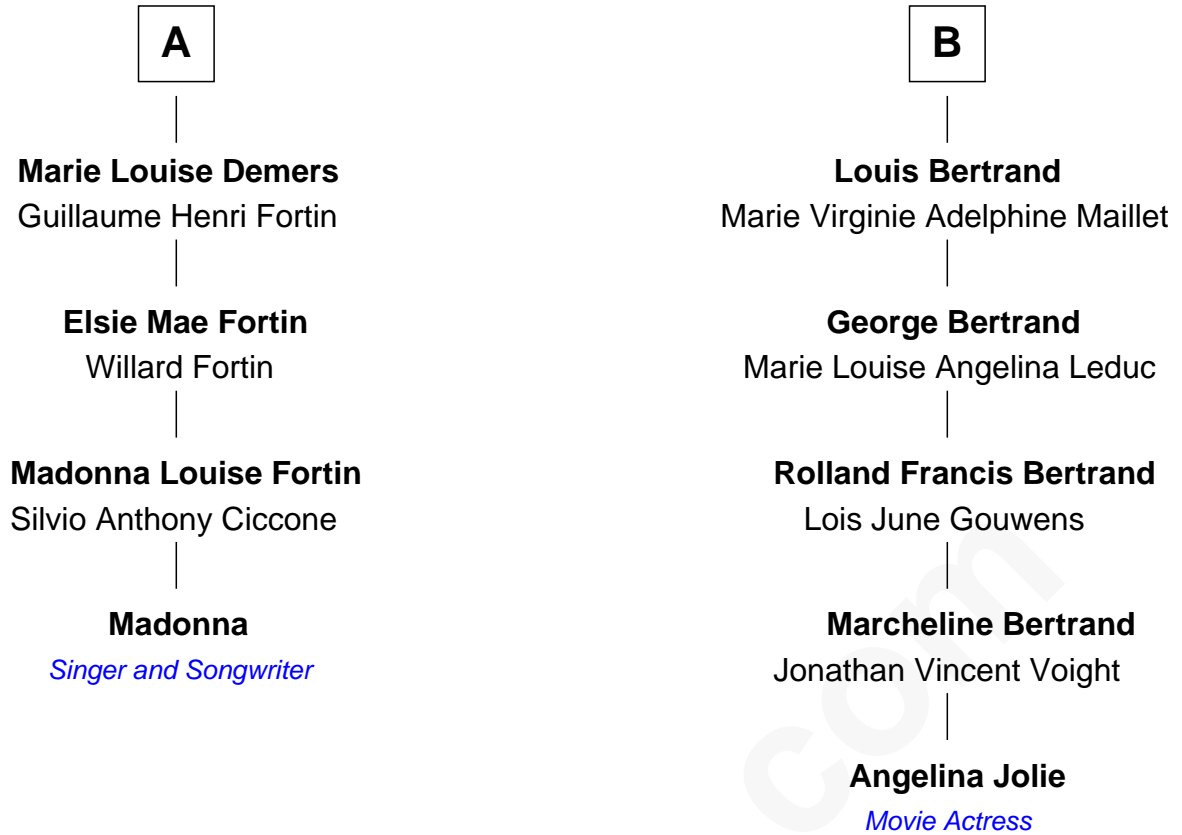 A
Marie Louise Demers
Guillaume Henri Fortin
Elsie Mae Fortin
Willard Fortin
Madonna Louise Fortin
Silvio Anthony Ciccone
Madonna
Singer and Songwriter
B
Louis Bertrand
Marie Virginie Adelphine Maillet
George Bertrand
Marie Louise Angelina Leduc
Rolland Francis Bertrand
Lois June Gouwens
Marcheline Bertrand
Jonathan Vincent Voight
Angelina Jolie
Movie Actress
com